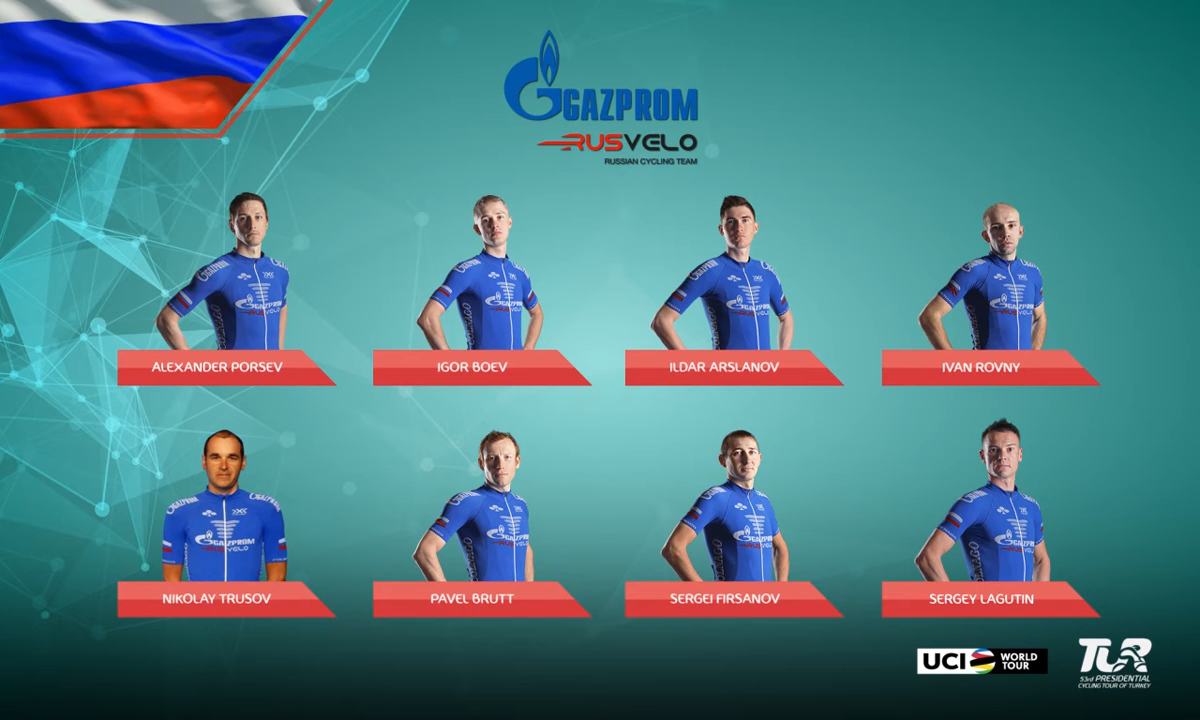 GAZPROM
RUSVELO
RUSSIAN CYCLING TEAM
ALEXANDER PORSEV
IGOR BOEV
ILDAR ARSLANOV
IVAN ROVNY
NIKOLAY TRUSOV
PAVEL BRUTT
SERGEI FIRSANOV
SERGEY LAGUTIN
UCI WORLD TOUR
TUR
53rd PRESIDENTIAL
CYCLING TOUR OF TURKEY